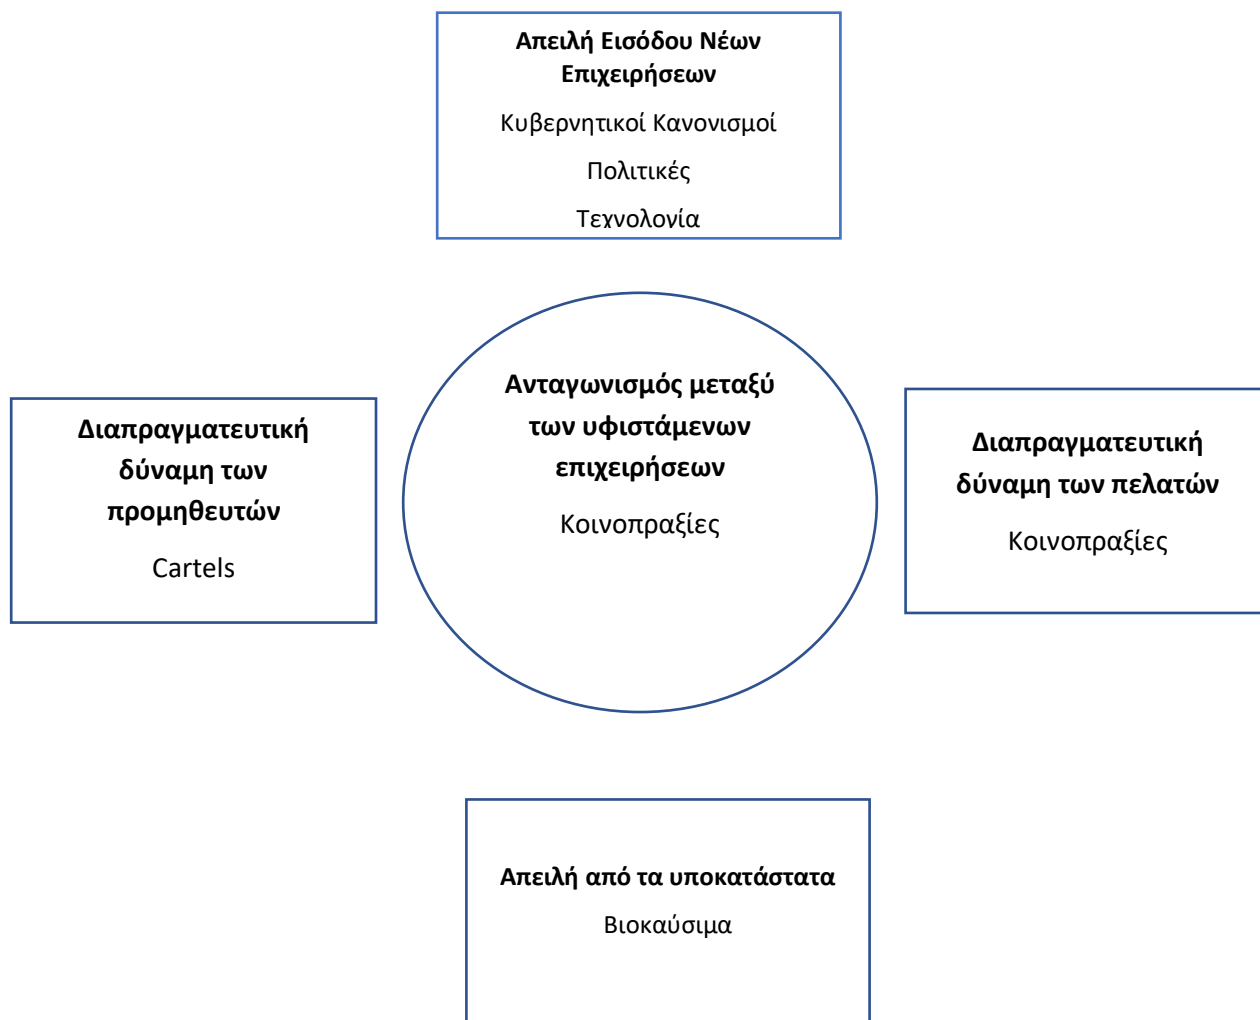 Απειλή Εισόδου Νέων
Επιχειρήσεων
Κυβερνητικοί Κανονισμοί
Πολιτικές
Τεχνολογία
Ανταγωνισμός μεταξύ
των υφιστάμενων
επιχειρήσεων
Κοινοπραξίες
Διαπραγματευτική
δύναμη των
προμηθευτών
Cartels
Διαπραγματευτική
δύναμη των πελατών
Κοινοπραξίες
Απειλή από τα υποκατάστατα
Βιοκαύσιμα